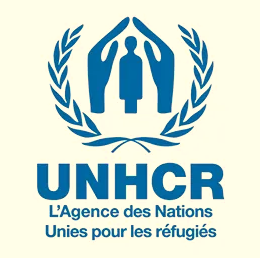 UNHCR
L'Agence des Nations
Unies pour les réfugiés